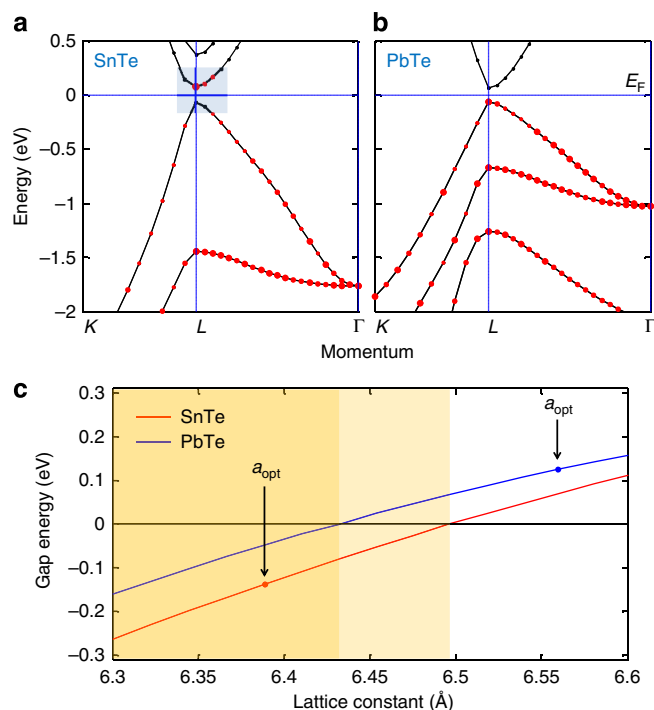 a
b
0.5
SnTe
PbTe
0
E_F
−0.5
−1
−1.5
−2
Energy (eV)
K
L
Γ
K
L
Γ
Momentum
c
0.3
SnTe
PbTe
a_opt
a_opt
0.2
0.1
0
−0.1
−0.2
−0.3
Gap energy (eV)
6.3
6.35
6.4
6.45
6.5
6.55
6.6
Lattice constant (Å)